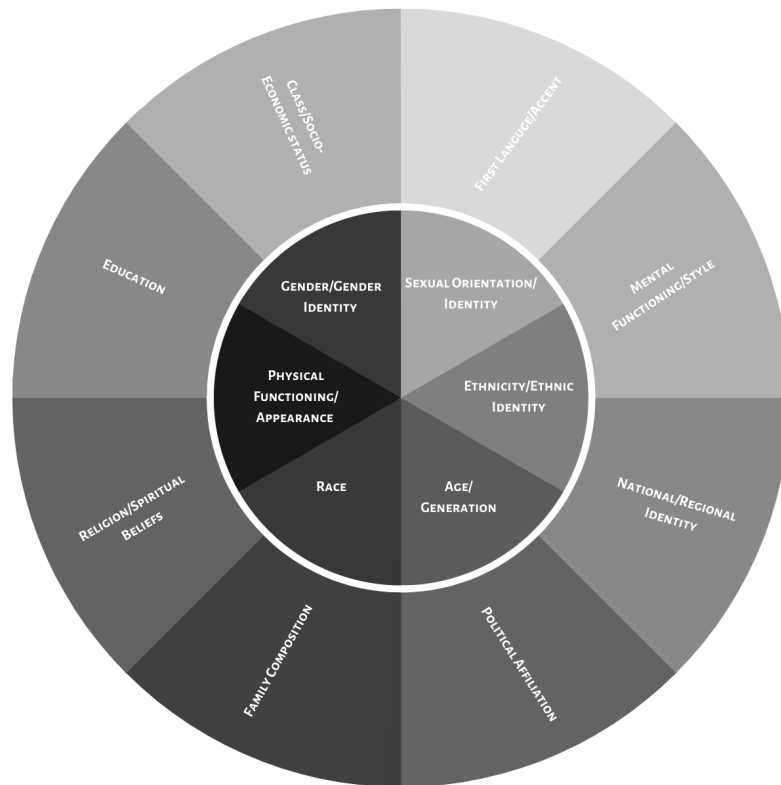 Class/Socio-
Economic status
First Languge/Accent
Education
Mental
Functioning/Style
Gender/Gender
Identity
Sexual Orientation/
Identity
Physical
Functioning/
Appearance
Ethnicity/Ethnic
Identity
Race
Age/
Generation
Religion/Spiritual
Beliefs
National/Regional
Identity
Family Composition
Political Affiliation